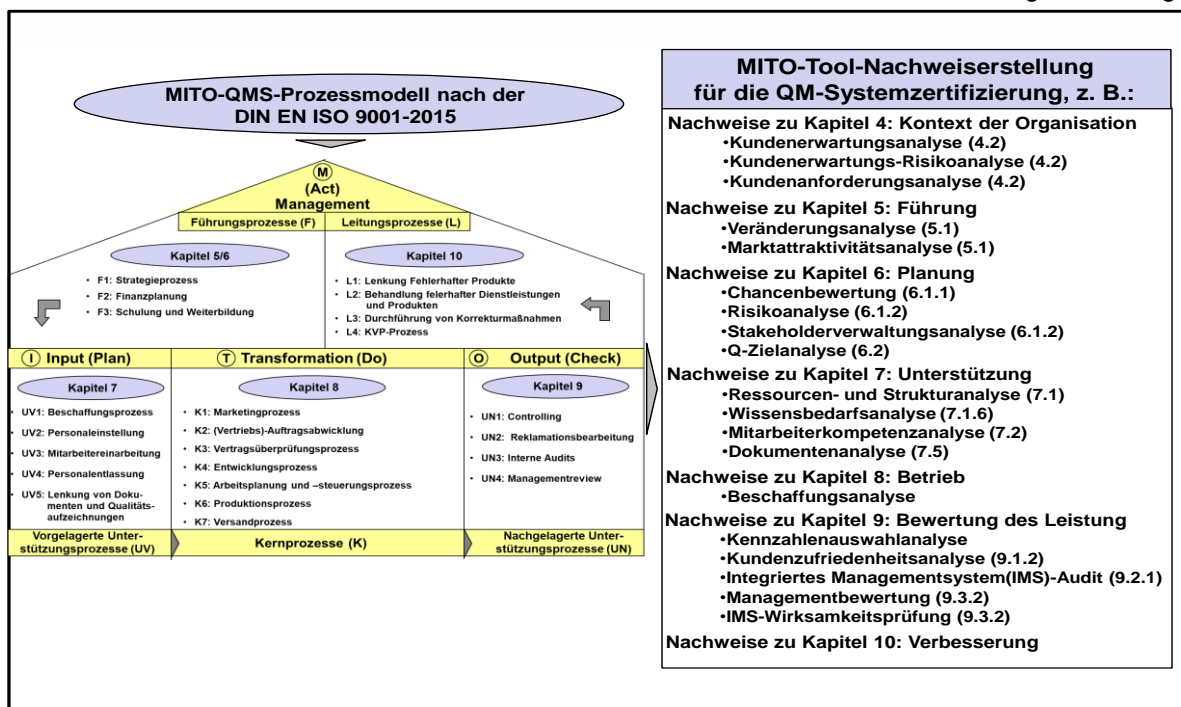 MITO-QMS-Prozessmodell nach der
DIN EN ISO 9001-2015
M
(Act)
Management
Führungsprozesse (F)
Leitungsprozesse (L)
Kapitel 5/6
• F1: Strategieprozess
• F2: Finanzplanung
• F3: Schulung und Weiterbildung
Kapitel 10
• L1: Lenkung Fehlerhafter Produkte
• L2: Behandlung felerhafter Dienstleistungen
und Produkten
• L3: Durchführung von Korrekturmaßnahmen
• L4: KVP-Prozess
I Input (Plan)
T Transformation (Do)
O Output (Check)
Kapitel 7
• UV1: Beschaffungsprozess
• UV2: Personaleinstellung
• UV3: Mitarbeitereinarbeitung
• UV4: Personalentlassung
• UV5: Lenkung von Doku-
menten und Qualitäts-
aufzeichnungen
Kapitel 8
• K1: Marketingprozess
• K2: (Vertriebs)-Auftragsabwicklung
• K3: Vertragsüberprüfungsprozess
• K4: Entwicklungsprozess
• K5: Arbeitsplanung und –steuerungsprozess
• K6: Produktionsprozess
• K7: Versandprozess
Kapitel 9
• UN1: Controlling
• UN2: Reklamationsbearbeitung
• UN3: Interne Audits
• UN4: Managementreview
Vorgelagerte Unter-
stützungsprozesse (UV)
Kernprozesse (K)
Nachgelagerte Unter-
stützungsprozesse (UN)
MITO-Tool-Nachweiserstellung
für die QM-Systemzertifizierung, z. B.:
Nachweise zu Kapitel 4: Kontext der Organisation
•Kundenerwartungsanalyse (4.2)
•Kundenerwartungs-Risikoanalyse (4.2)
•Kundenanforderungsanalyse (4.2)
Nachweise zu Kapitel 5: Führung
•Veränderungsanalyse (5.1)
•Marktattraktivitätsanalyse (5.1)
Nachweise zu Kapitel 6: Planung
•Chancenbewertung (6.1.1)
•Risikoanalyse (6.1.2)
•Stakeholderverwaltungsanalyse (6.1.2)
•Q-Zielanalyse (6.2)
Nachweise zu Kapitel 7: Unterstützung
•Ressourcen- und Strukturanalyse (7.1)
•Wissensbedarfsanalyse (7.1.6)
•Mitarbeiterkompetenzanalyse (7.2)
•Dokumentenanalyse (7.5)
Nachweise zu Kapitel 8: Betrieb
•Beschaffungsanalyse
Nachweise zu Kapitel 9: Bewertung des Leistung
•Kennzahlenauswahlanalyse
•Kundenzufriedenheitsanalyse (9.1.2)
•Integriertes Managementsystem(IMS)-Audit (9.2.1)
•Managementbewertung (9.3.2)
•IMS-Wirksamkeitsprüfung (9.3.2)
Nachweise zu Kapitel 10: Verbesserung